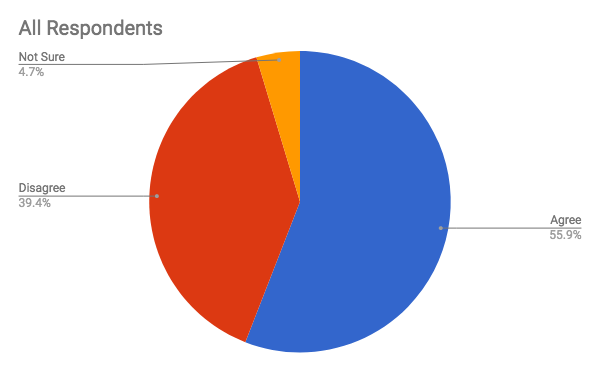 All Respondents
Not Sure
4.7%
Disagree
39.4%
Agree
55.9%